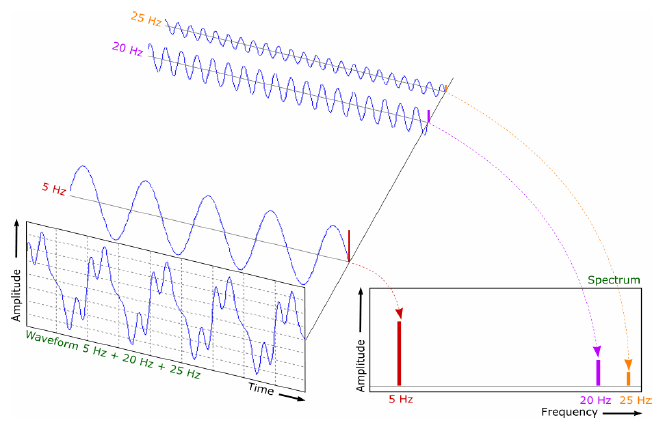 25 Hz
20 Hz
5 Hz
Amplitude
Waveform 5 Hz + 20 Hz + 25 Hz
Time
Spectrum
Amplitude
5 Hz
20 Hz
25 Hz
Frequency